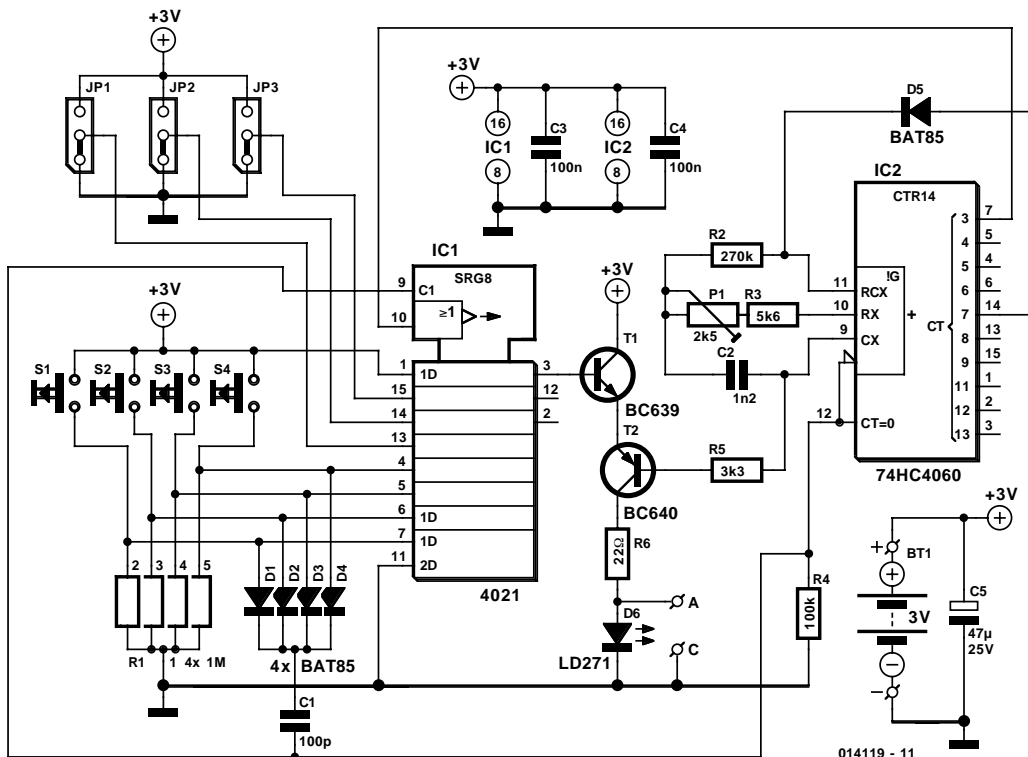 +3V
JP1
JP2
JP3
+3V
16
16
IC1
IC2
8
8
C3
100n
C4
100n
D5
BAT85
IC2
CTR14
!G
RCX
RX
CX
CT=0
CT
+
11
10
9
12
3
4
5
6
7
8
9
11
12
13
7
5
4
6
14
13
15
1
2
3
74HC4060
R2
270k
P1
2k5
R3
5k6
C2
1n2
R5
3k3
IC1
SRG8
9
C1
10
≥1
1
1D
15
14
13
4
5
6
1D
7
1D
11
2D
3
12
2
4021
+3V
T1
BC639
T2
BC640
R6
22Ω
D6
LD271
A
C
+3V
S1
S2
S3
S4
2
3
4
5
R1
1
4x 1M
D1
D2
D3
D4
4x BAT85
C1
100p
R4
100k
+3V
+
BT1
+
3V
−
−
C5
47µ
25V
014119 - 11